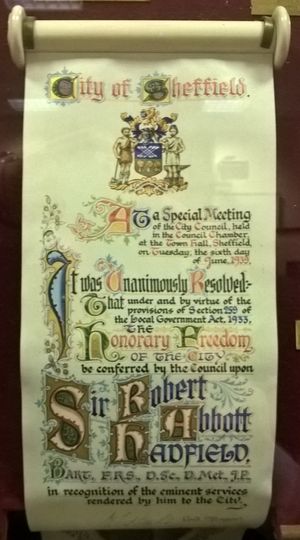 City of Sheffield.
At a Special Meeting
of the City Council, held
in the Council Chamber,
at the Town Hall, Sheffield,
on Tuesday, the sixth day
of June, 1939.
It was Unanimously Resolved:-
That under and by virtue of the
provisions of Section 259 of the
Local Government Act, 1933,
The
Honorary Freedom
OF THE CITY
be conferred by the Council upon
Sir Robert
Abbott
HADFIELD,
BART., F.R.S., D.Sc., D.Met., J.P.
in recognition of the eminent services
rendered by him to the City.